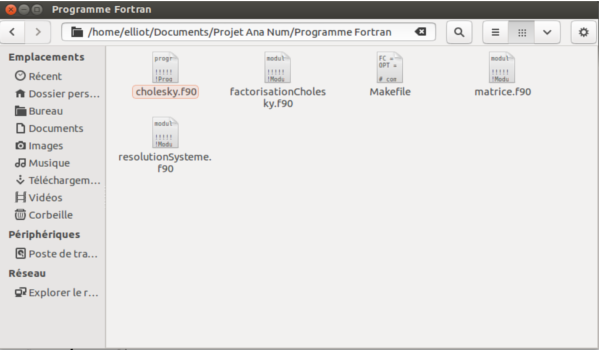 Programme Fortran
/home/elliot/Documents/Projet Ana Num/Programme Fortran
Emplacements
Récent
Dossier pers...
Bureau
Documents
Images
Musique
Téléchargem...
Vidéos
Corbeille
Périphériques
Poste de tra...
Réseau
Explorer le r...
progr
!!!!!
!Prog
cholesky.f90
modul
!!!!!
!Modu
factorisationCholes
ky.f90
FC =
OPT =
# com
Makefile
modul
!!!!!
!Modu
matrice.f90
modul
!!!!!
!Modu
resolutionSysteme.
f90